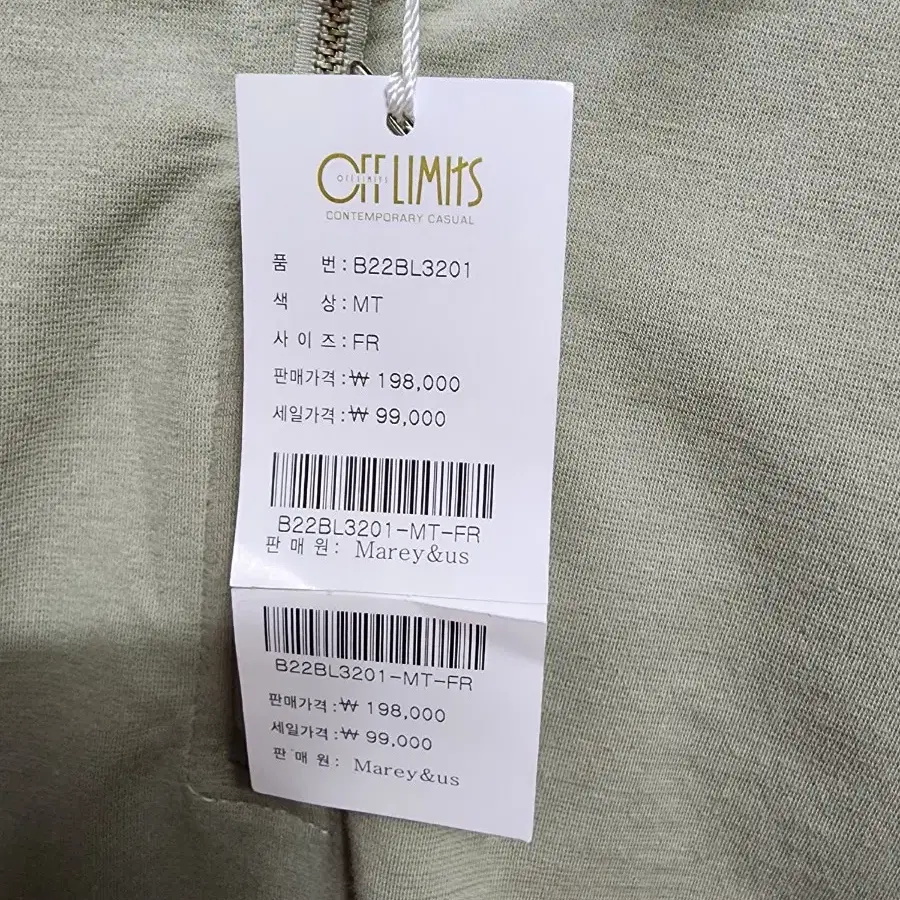 OFF LIMITS
OFF LIMITS
CONTEMPORARY CASUAL
품 번 : B22BL3201
색 상 : MT
사 이 즈 : FR
판매가격 : ₩ 198,000
세일가격 : ₩ 99,000
B22BL3201-MT-FR
판 매 원 : Marey&us
B22BL3201-MT-FR
판매가격 : ₩ 198,000
세일가격 : ₩ 99,000
판 매 원 : Marey&us